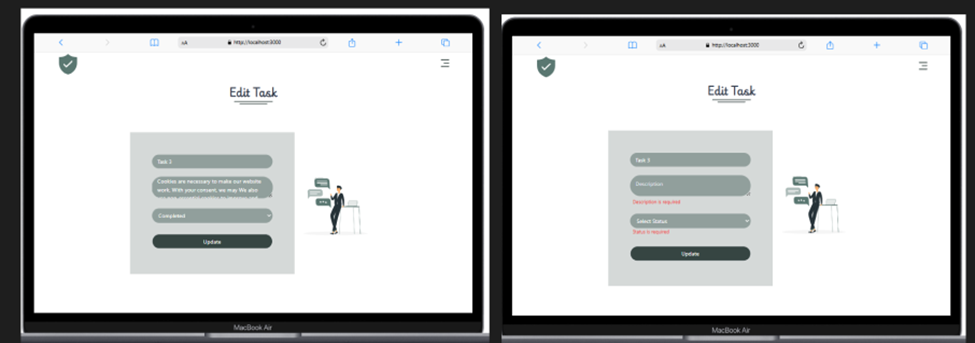 AA
http://localhost:3000
Edit Task
Task 3
Cookies are necessary to make our website
work. With your consent, we may We also
Completed
Update
MacBook Air
AA
http://localhost:3000
Edit Task
Task 3
Description
Description is required
Select Status
Status is required
Update
MacBook Air